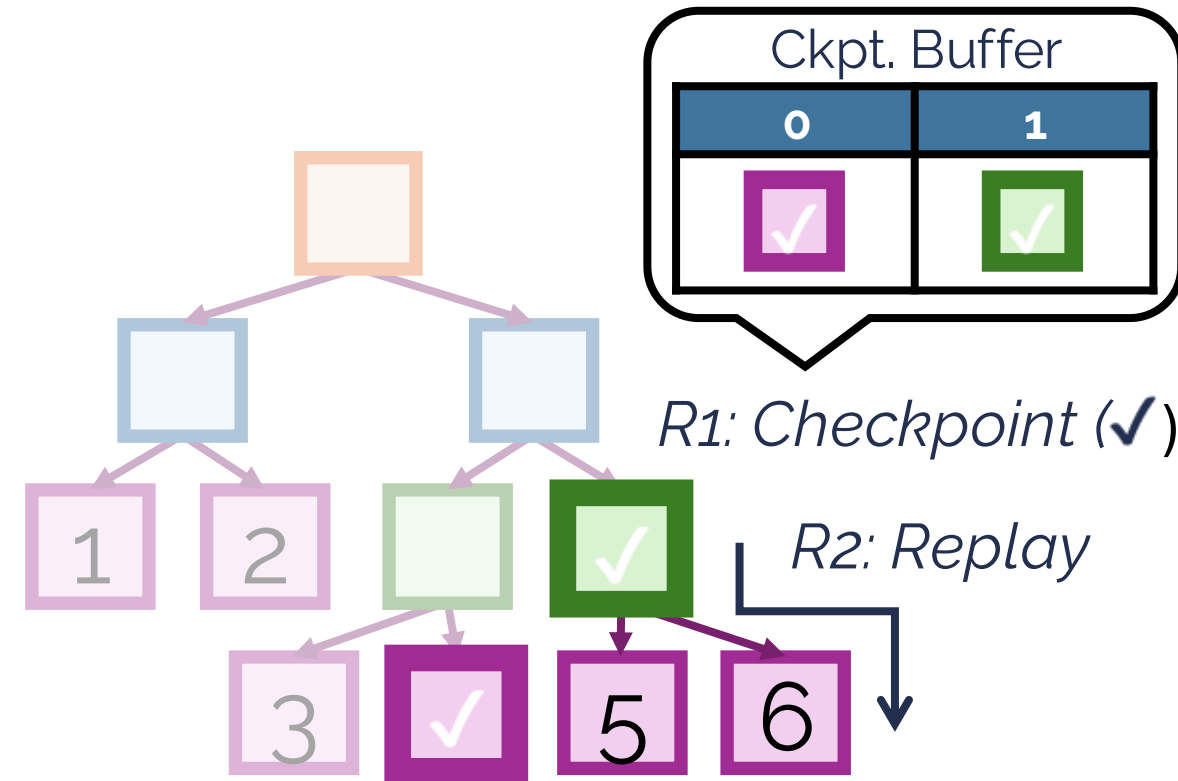 Ckpt. Buffer
0 1
✓ ✓
R1: Checkpoint (✓)
1 2 ✓
R2: Replay
3 ✓ 5 6